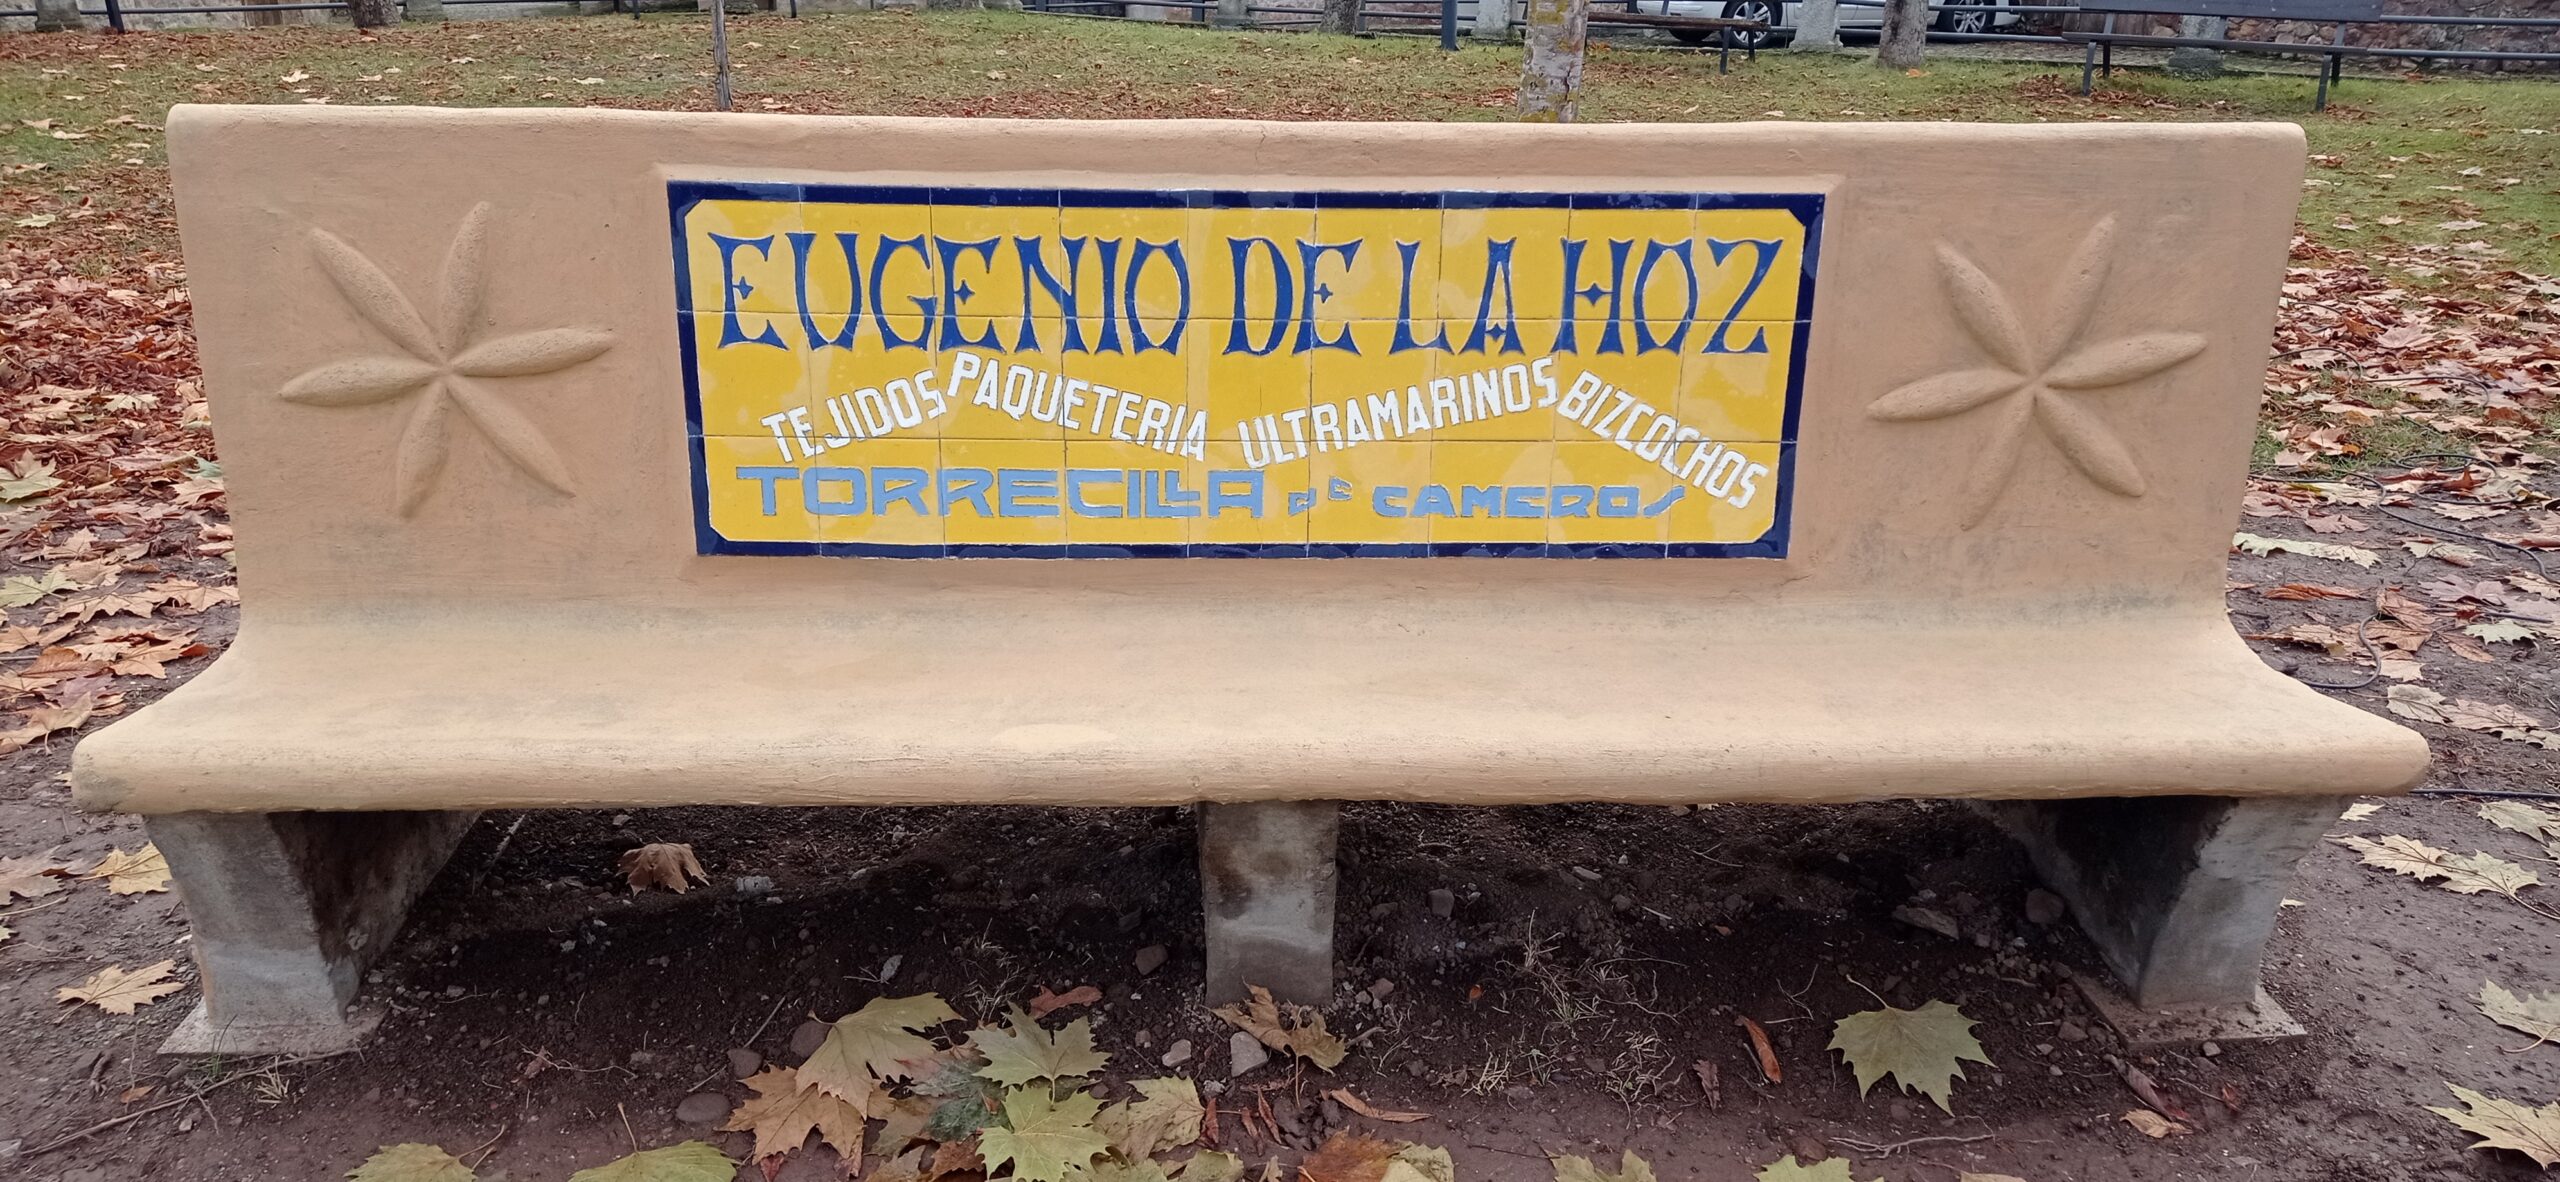 EUGENIO DE LA HOZ
TEJIDOS PAQUETERIA ULTRAMARINOS BIZCOCHOS
TORRECILLA DE CAMEROS